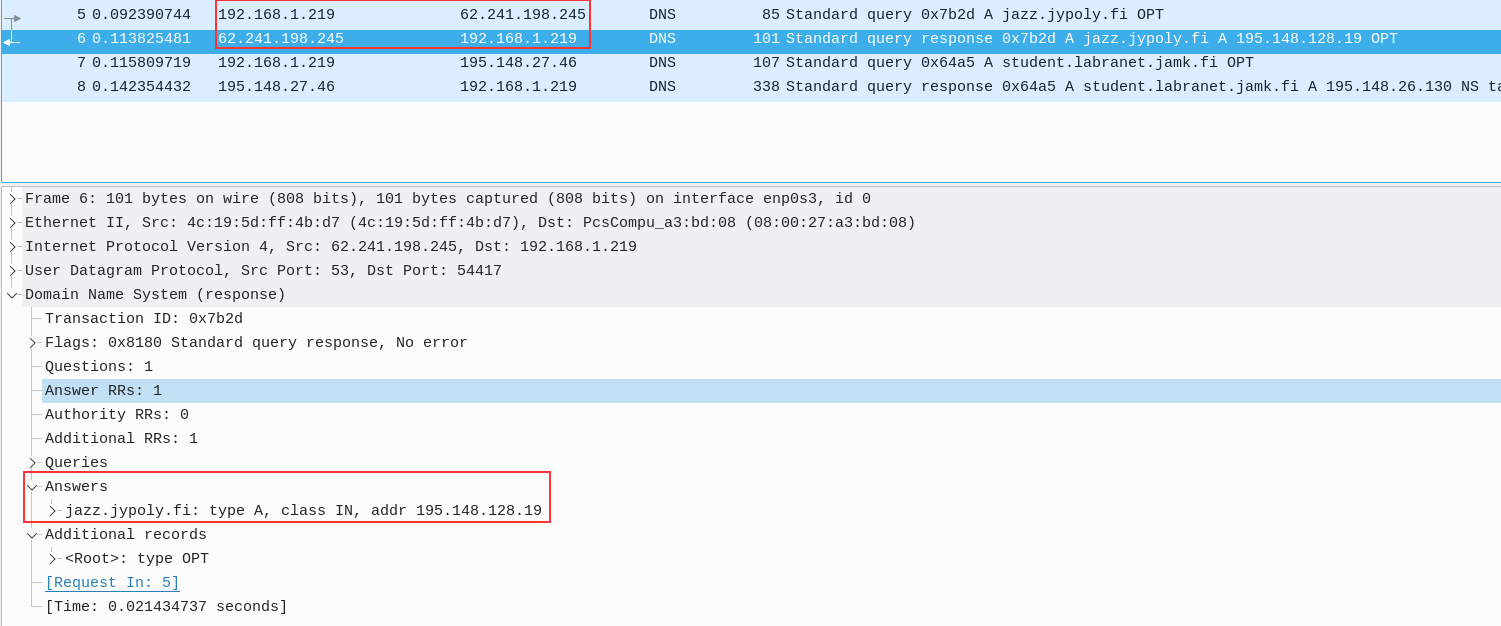 5 0.092390744 192.168.1.219 62.241.198.245 DNS 85 Standard query 0x7b2d A jazz.jypoly.fi OPT
6 0.113825481 62.241.198.245 192.168.1.219 DNS 101 Standard query response 0x7b2d A jazz.jypoly.fi A 195.148.128.19 OPT
7 0.115809719 192.168.1.219 195.148.27.46 DNS 107 Standard query 0x64a5 A student.labranet.jamk.fi OPT
8 0.142354432 195.148.27.46 192.168.1.219 DNS 338 Standard query response 0x64a5 A student.labranet.jamk.fi A 195.148.26.130 NS
Frame 6: 101 bytes on wire (808 bits), 101 bytes captured (808 bits) on interface enp0s3, id 0
Ethernet II, Src: 4c:19:5d:ff:4b:d7 (4c:19:5d:ff:4b:d7), Dst: PcsCompu_a3:bd:08 (08:00:27:a3:bd:08)
Internet Protocol Version 4, Src: 62.241.198.245, Dst: 192.168.1.219
User Datagram Protocol, Src Port: 53, Dst Port: 54417
Domain Name System (response)
Transaction ID: 0x7b2d
Flags: 0x8180 Standard query response, No error
Questions: 1
Answer RRs: 1
Authority RRs: 0
Additional RRs: 1
Queries
Answers
jazz.jypoly.fi: type A, class IN, addr 195.148.128.19
Additional records
<Root>: type OPT
[Request In: 5]
[Time: 0.021434737 seconds]